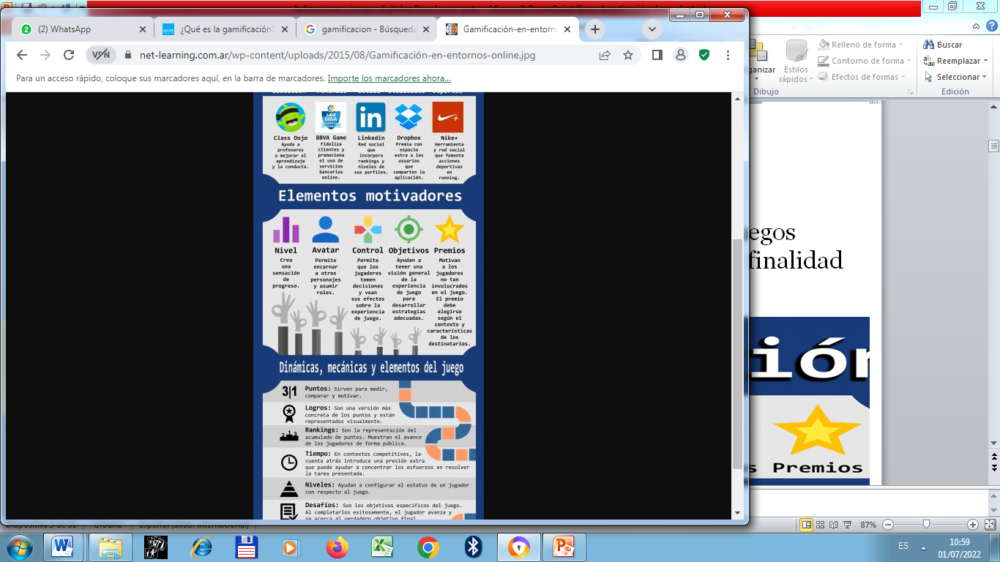 (2) WhatsApp
¿Qué es la gamificación?
gamificacion - Búsqueda
Gamificación-en-entorn
VPN
net-learning.com.ar/wp-content/uploads/2015/08/Gamificación-en-entornos-online.jpg
Para un acceso rápido, coloque sus marcadores aquí, en la barra de marcadores. Importe los marcadores ahora...
LIGA
BBVA
GAME
in
Class Dojo
Ayuda a
profesores
a mejorar el
aprendizaje
y la conducta.
BBVA Game
Fideliza
clientes y
promociona
el uso de
servicios
bancarios
online.
Linkedin
Red social
que
incorpora
rankings y
niveles de
sus perfiles.
Dropbox
Premia con
espacio
extra a los
usuarios
que
comparten la
aplicación.
Nike+
Herramienta
y red social
que fomenta
acciones
deportivas
en
running.
Elementos motivadores
Nivel
Crea
una
sensación
de
progreso.
Avatar
Permite
encarnar
a otros
personajes
y asumir
roles.
Control
Permite
que los
jugadores
tomen
decisiones
y vean
sus efectos
sobre la
experiencia
de juego.
Objetivos
Ayudan a
tener una
visión general
de la
experiencia
de juego
para
desarrollar
estrategias
adecuadas.
Premios
Motivan
a los
jugadores
no tan
involucrados
en el juego.
El premio
debe
elegirse
según el
contexto y
características
de los
destinatarios.
Dinámicas, mecánicas y elementos del juego
3|1
Puntos: Sirven para medir,
comparar y motivar.
Logros: Son una versión más
concreta de los puntos y están
representados visualmente.
2 1 3
Rankings: Son la representación del
acumulado de puntos. Muestran el avance
de los jugadores de forma pública.
Tiempo: En contextos competitivos, la
cuenta atrás introduce una presión extra
que puede ayudar a concentrar los esfuerzos en resolver
la tarea presentada.
Niveles: Ayudan a configurar el estatus de un jugador
con respecto al juego.
Desafíos: Son los objetivos específicos del juego.
Al completarlos exitosamente, el jugador avanza y
se acerca al verdadero objetivo final
ganizar
Estilos
rápidos
Relleno de forma
Contorno de forma
Efectos de formas
Dibujo
Buscar
Reemplazar
Seleccionar
Edición
egos
finalidad
ión
s Premios
87%
ES
10:59
01/07/2022